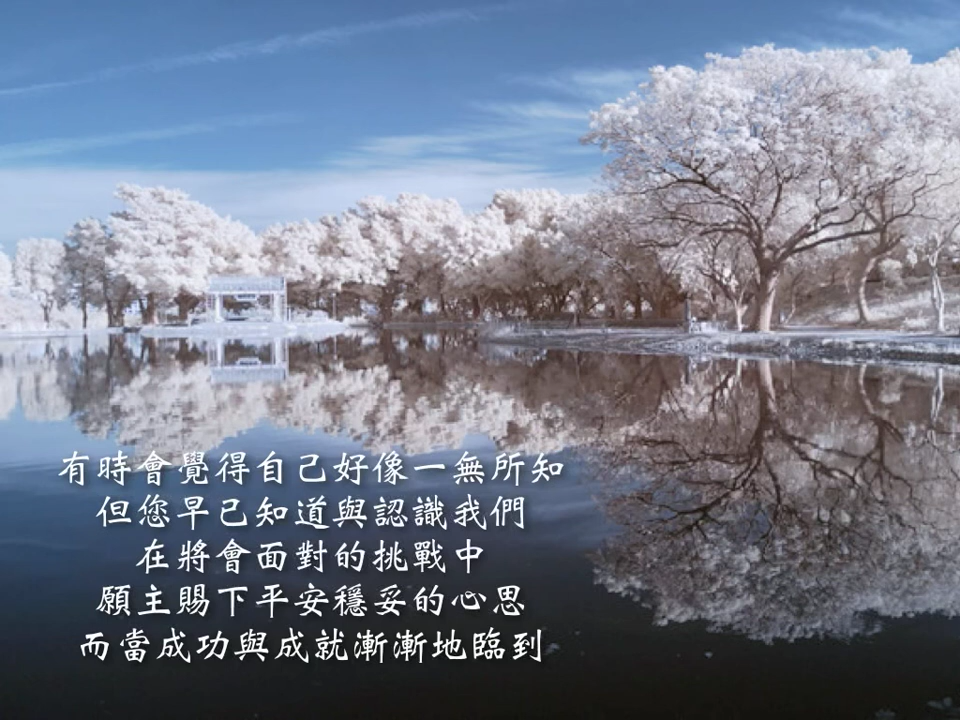 有時會覺得自己好像一無所知
但您早已知道與認識我們
在將會面對的挑戰中
願主賜下平安穩妥的心思
而當成功與成就漸漸地臨到